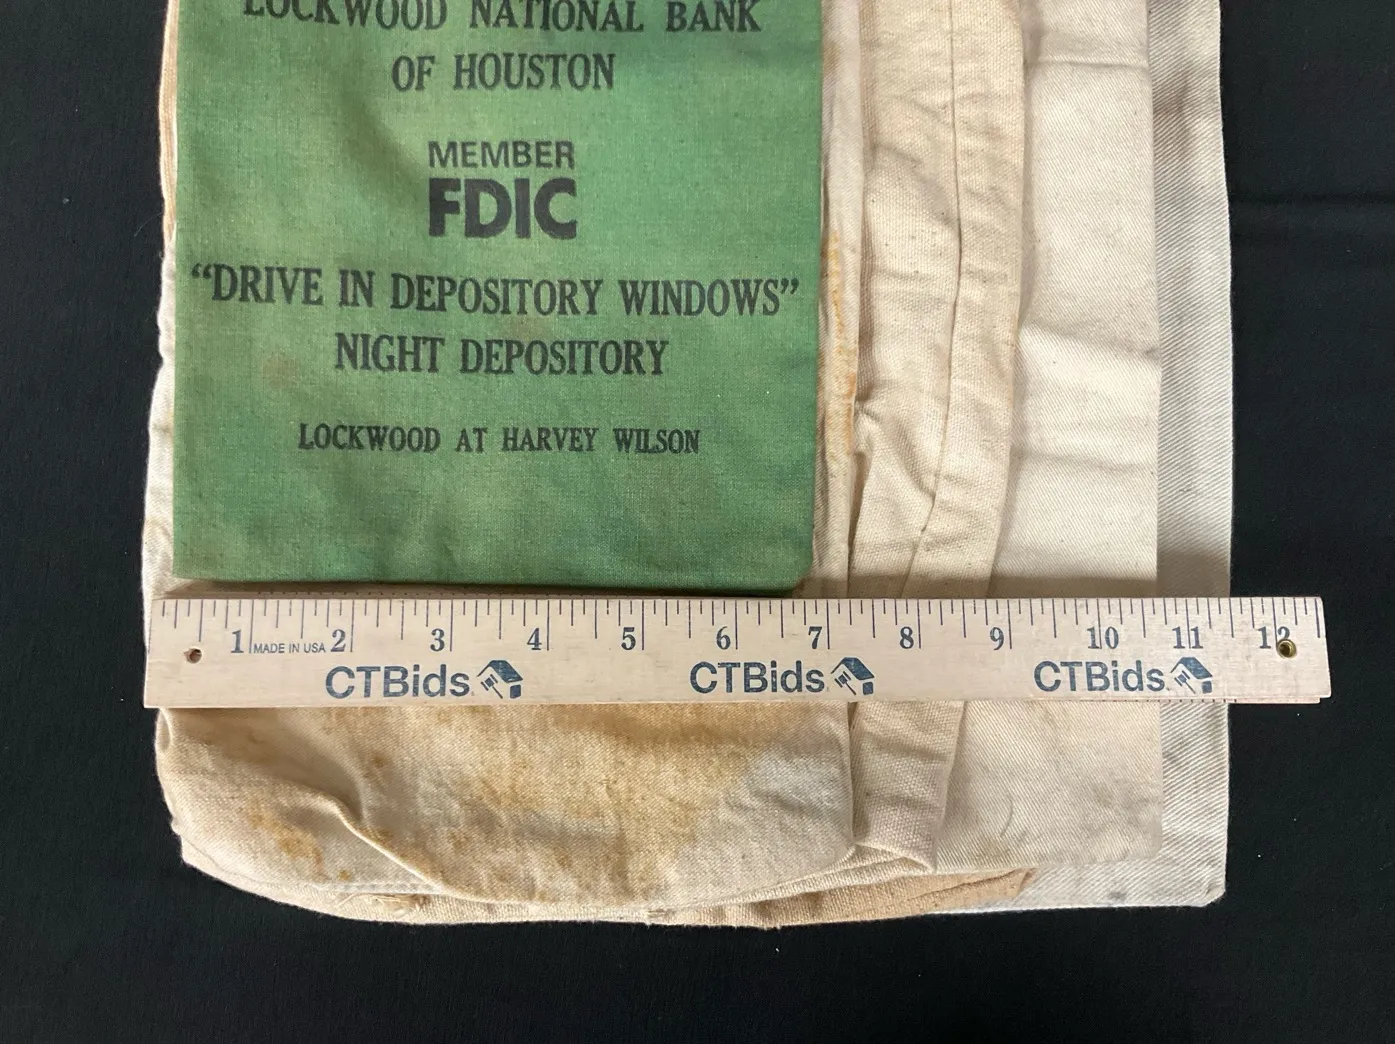 LOCKWOOD NATIONAL BANK
OF HOUSTON
MEMBER
FDIC
“DRIVE IN DEPOSITORY WINDOWS”
NIGHT DEPOSITORY
LOCKWOOD AT HARVEY WILSON
1 MADE IN USA 2 3 4 5 6 7 8 9 10 11 12
CTBids CTBids CTBids